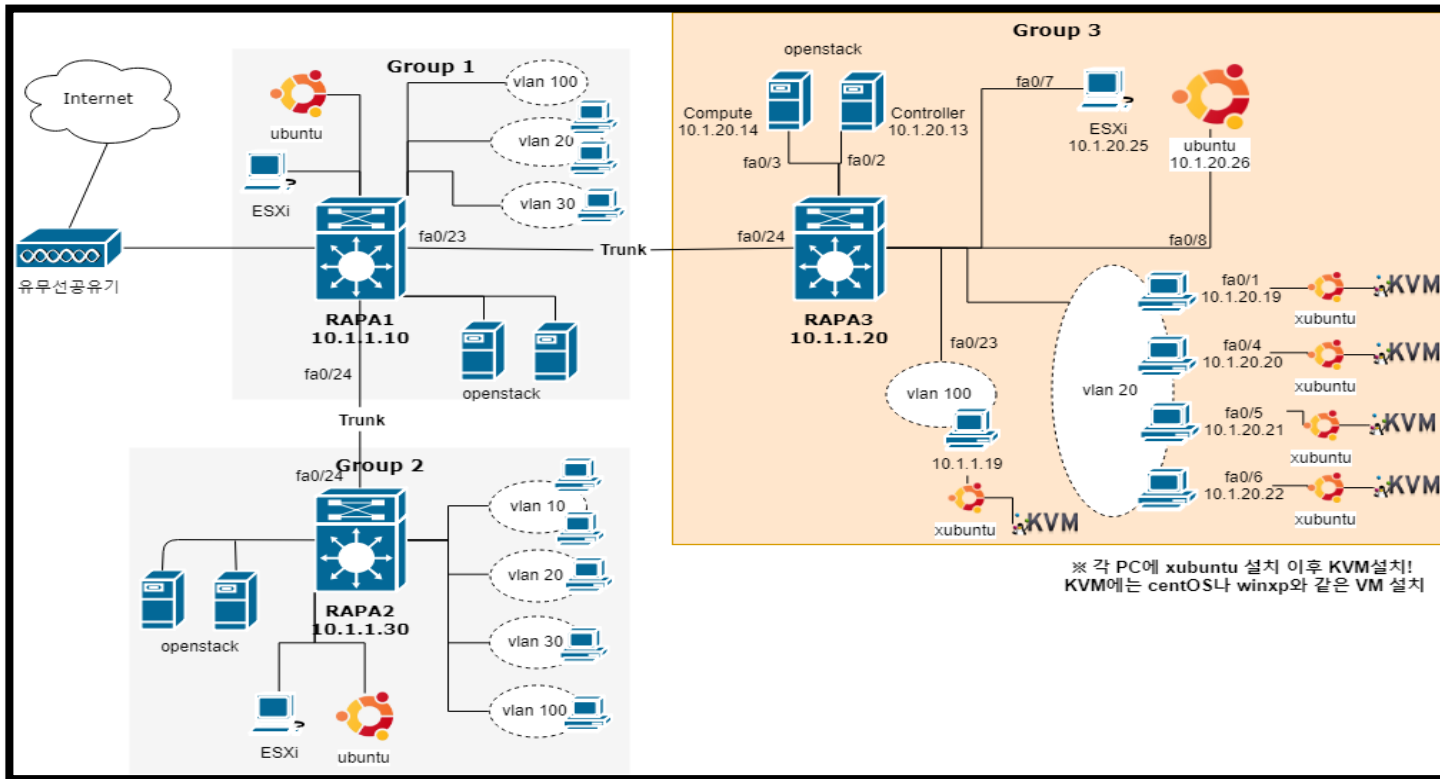 Internet
유무선공유기
Group 1
ubuntu
ESXi
vlan 100
vlan 20
vlan 30
fa0/23
RAPA1
10.1.1.10
fa0/24
openstack
Trunk
Trunk
Group 2
fa0/24
RAPA2
10.1.1.30
openstack
ESXi
ubuntu
vlan 10
vlan 20
vlan 30
vlan 100
Group 3
openstack
Compute
10.1.20.14
Controller
10.1.20.13
fa0/3
fa0/2
fa0/7
ESXi
10.1.20.25
ubuntu
10.1.20.26
fa0/24
fa0/8
RAPA3
10.1.1.20
fa0/23
vlan 100
10.1.1.19
xubuntu
KVM
vlan 20
fa0/1
10.1.20.19
xubuntu
KVM
fa0/4
10.1.20.20
xubuntu
KVM
fa0/5
10.1.20.21
xubuntu
KVM
fa0/6
10.1.20.22
xubuntu
KVM
※ 각 PC에 xubuntu 설치 이후 KVM설치!
KVM에는 centOS나 winxp와 같은 VM 설치